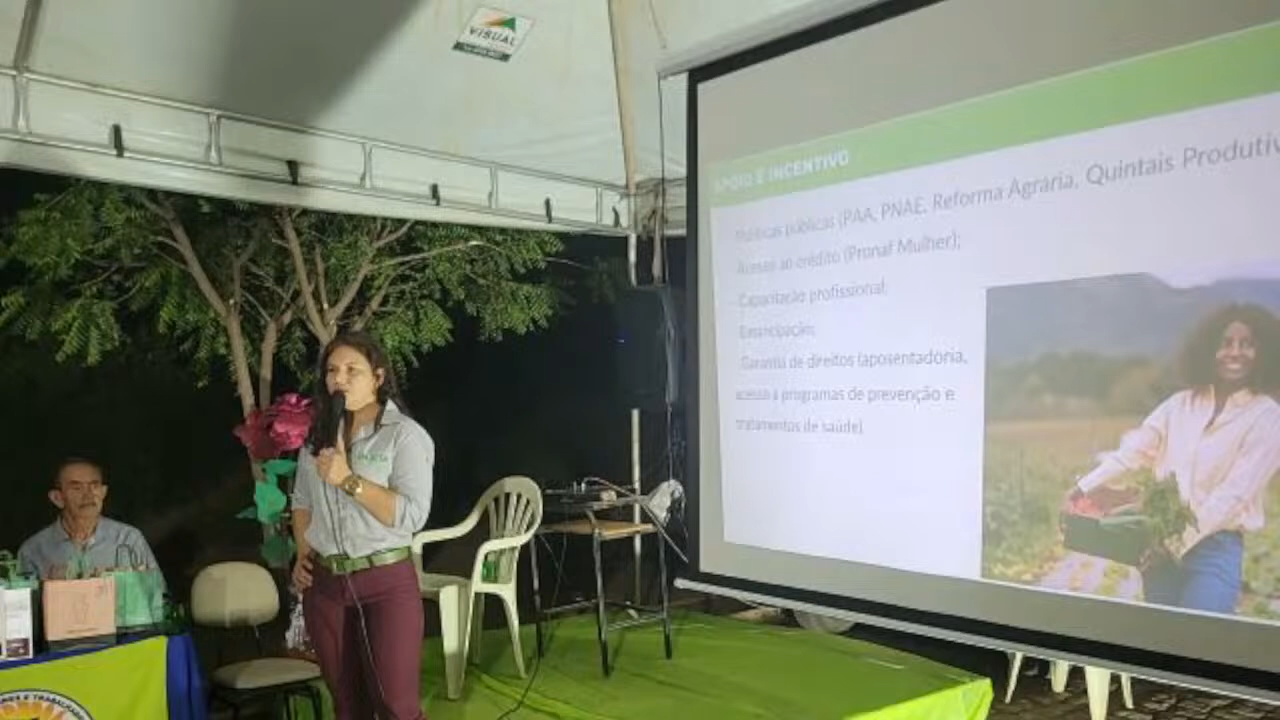 VISUAL
APOIO E INCENTIVO
Políticas públicas (PAA, PNAE, Reforma Agrária, Quintais Produtiv
Acesso ao crédito (Pronaf Mulher);
Capacitação profissional;
Emancipação;
Garantia de direitos (aposentadoria,
acesso a programas de prevenção e
tratamentos de saúde)